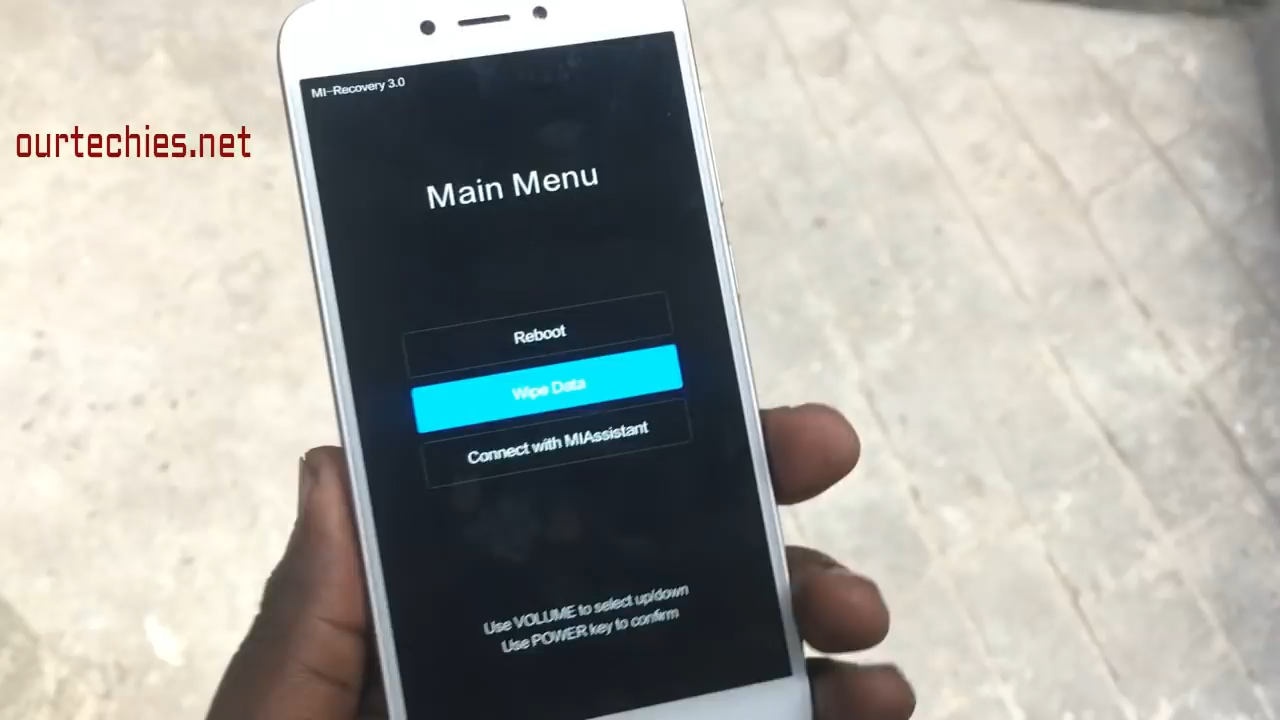 MI-Recovery 3.0
ourtechies.net
Main Menu
Reboot
Wipe Data
Connect with MIAssistant
Use VOLUME to select up/down
Use POWER key to confirm